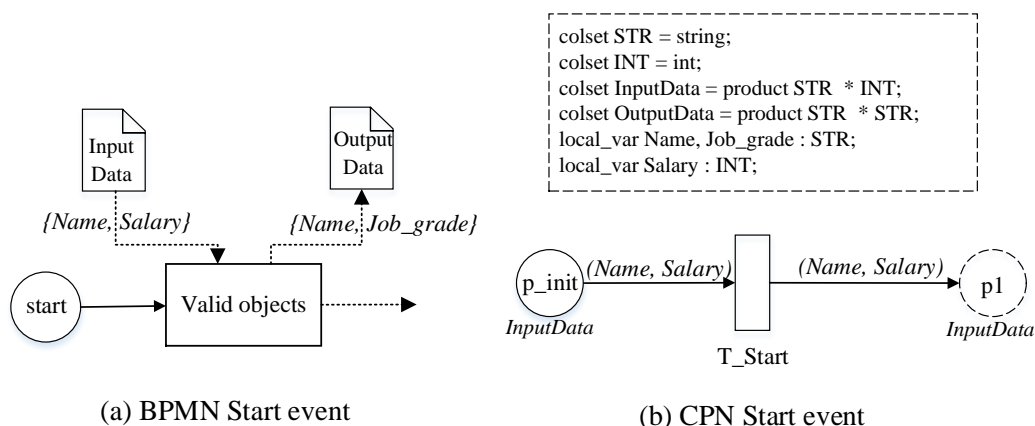 Input
Data
Output
Data
{Name, Salary}
{Name, Job_grade}
start
Valid objects
(a) BPMN Start event
colset STR = string;
colset INT = int;
colset InputData = product STR * INT;
colset OutputData = product STR * STR;
local_var Name, Job_grade : STR;
local_var Salary : INT;
p_init
(Name, Salary)
(Name, Salary)
p1
InputData
InputData
T_Start
(b) CPN Start event